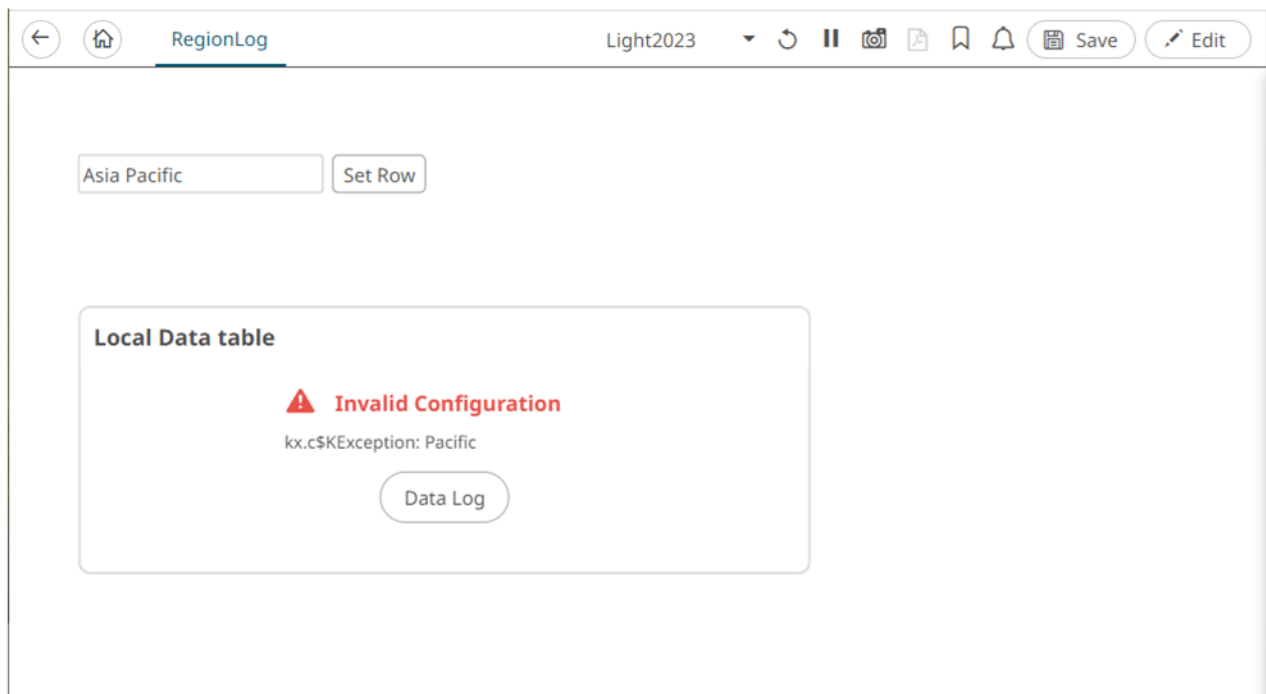 RegionLog Light2023 Save Edit
Asia Pacific Set Row
Local Data table
Invalid Configuration
kx.c$KException: Pacific
Data Log